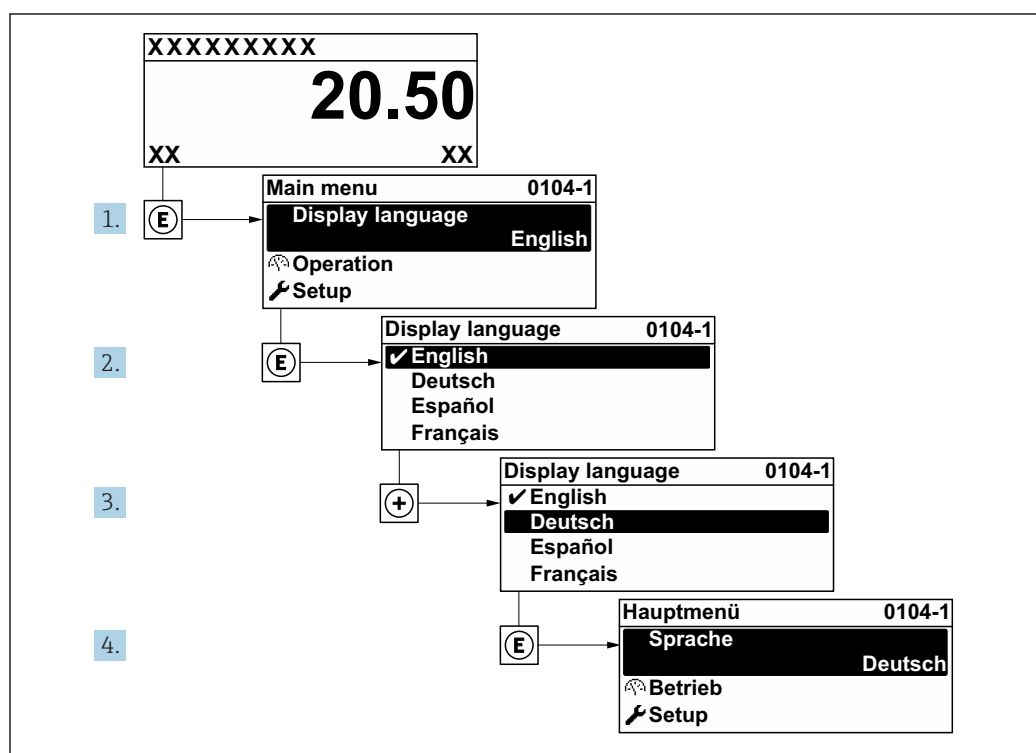 XXXXXXXXX
20.50
XX XX
1. E
Main menu 0104-1
Display language
English
Operation
Setup
2. E
Display language 0104-1
✔ English
Deutsch
Español
Français
3. +
Display language 0104-1
✔ English
Deutsch
Español
Français
4. E
Hauptmenü 0104-1
Sprache
Deutsch
Betrieb
Setup